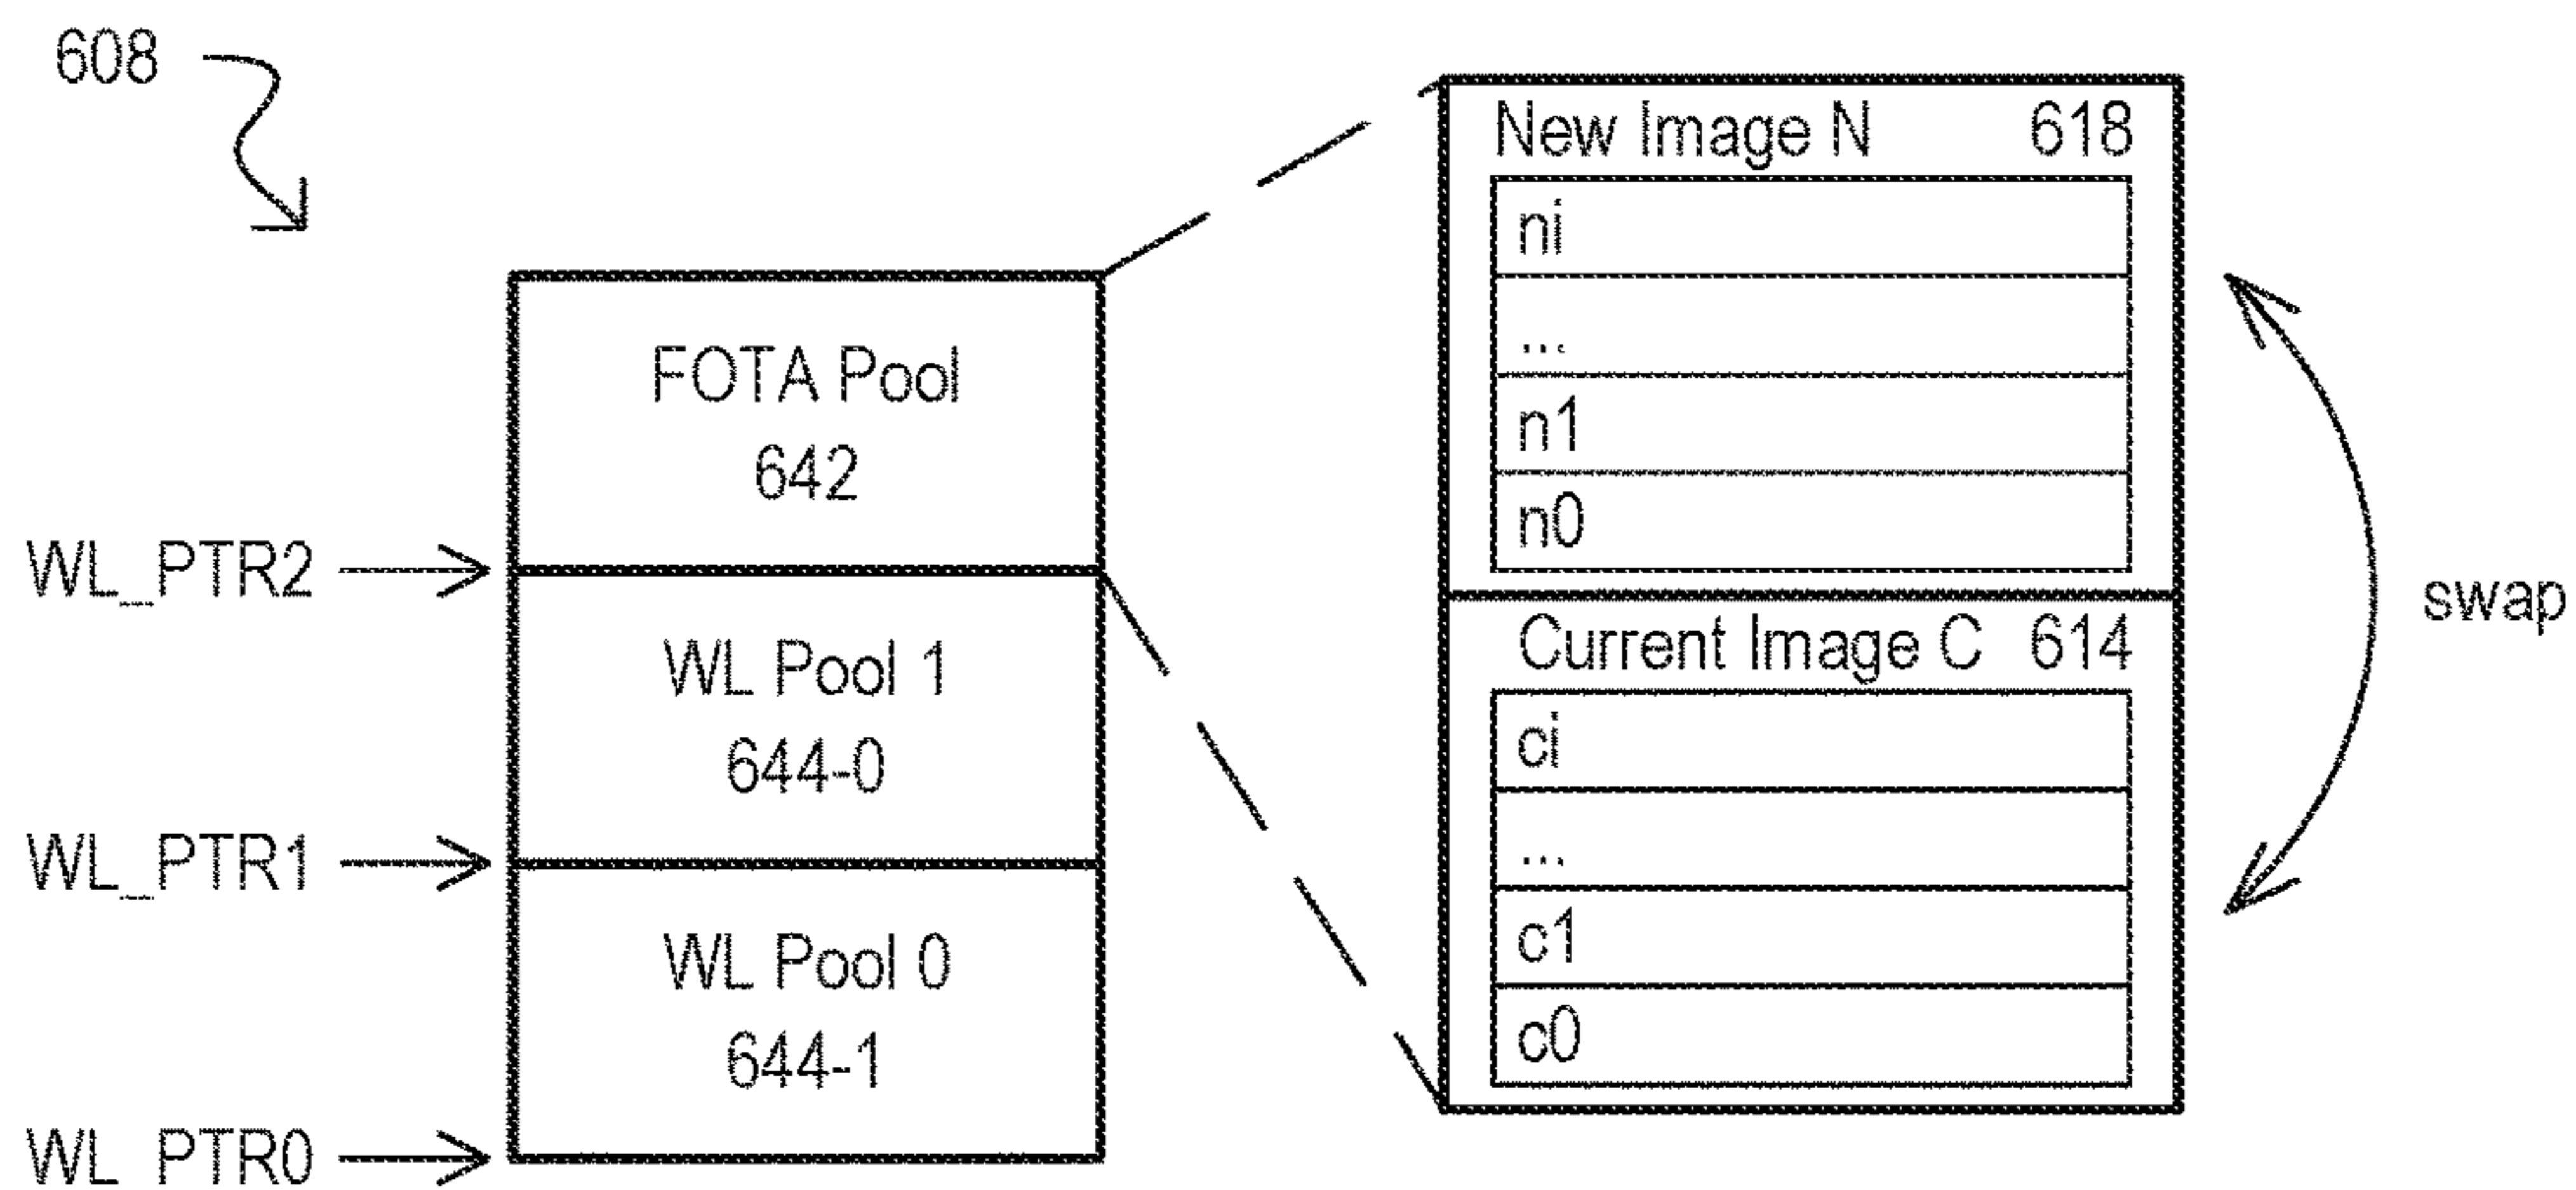 608
FOTA Pool
642
WL_PTR2
WL Pool 1
644-0
WL_PTR1
WL Pool 0
644-1
WL_PTR0
New Image N 618
ni
...
n1
n0
Current Image C 614
ci
...
c1
c0
swap